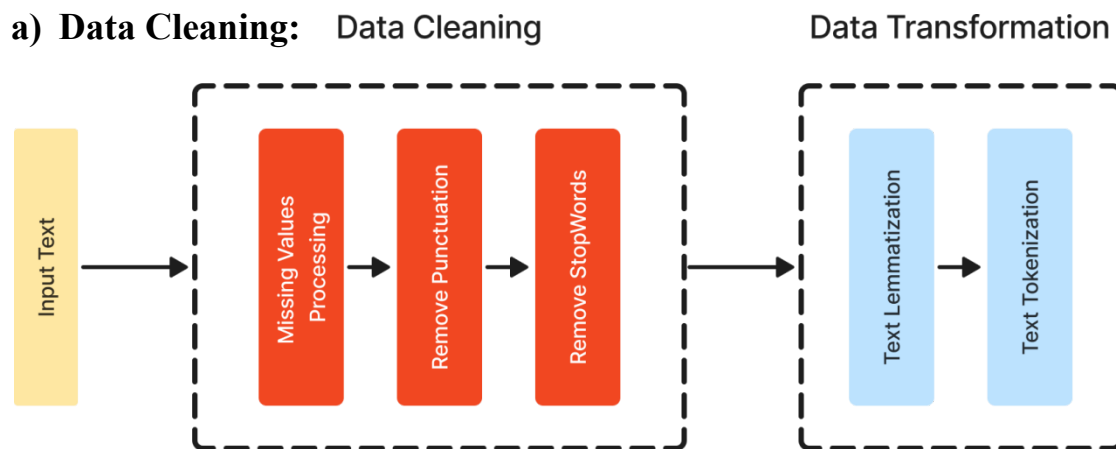 a) Data Cleaning:
Data Cleaning
Data Transformation
Input Text
Missing Values
Processing
Remove Punctuation
Remove StopWords
Text Lemmatization
Text Tokenization